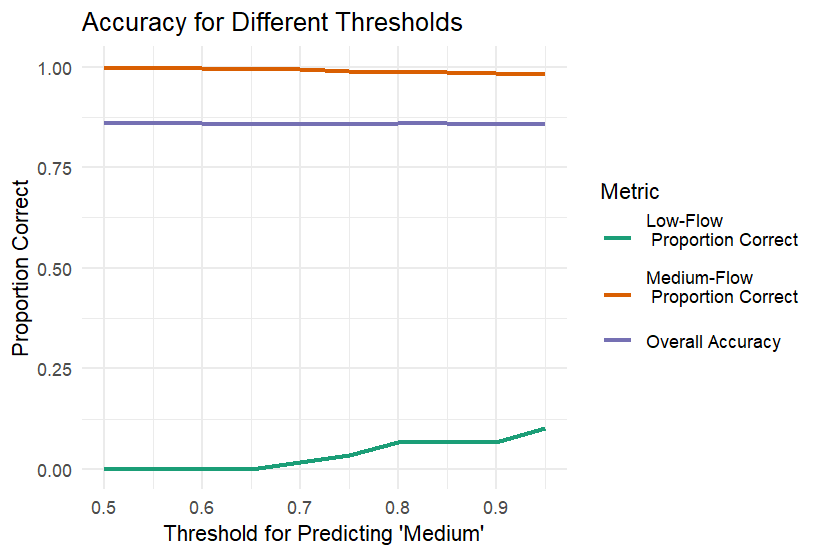 Accuracy for Different Thresholds
Proportion Correct
1.00
0.75
0.50
0.25
0.00
0.5 0.6 0.7 0.8 0.9
Threshold for Predicting 'Medium'
Metric
Low-Flow
Proportion Correct
Medium-Flow
Proportion Correct
Overall Accuracy